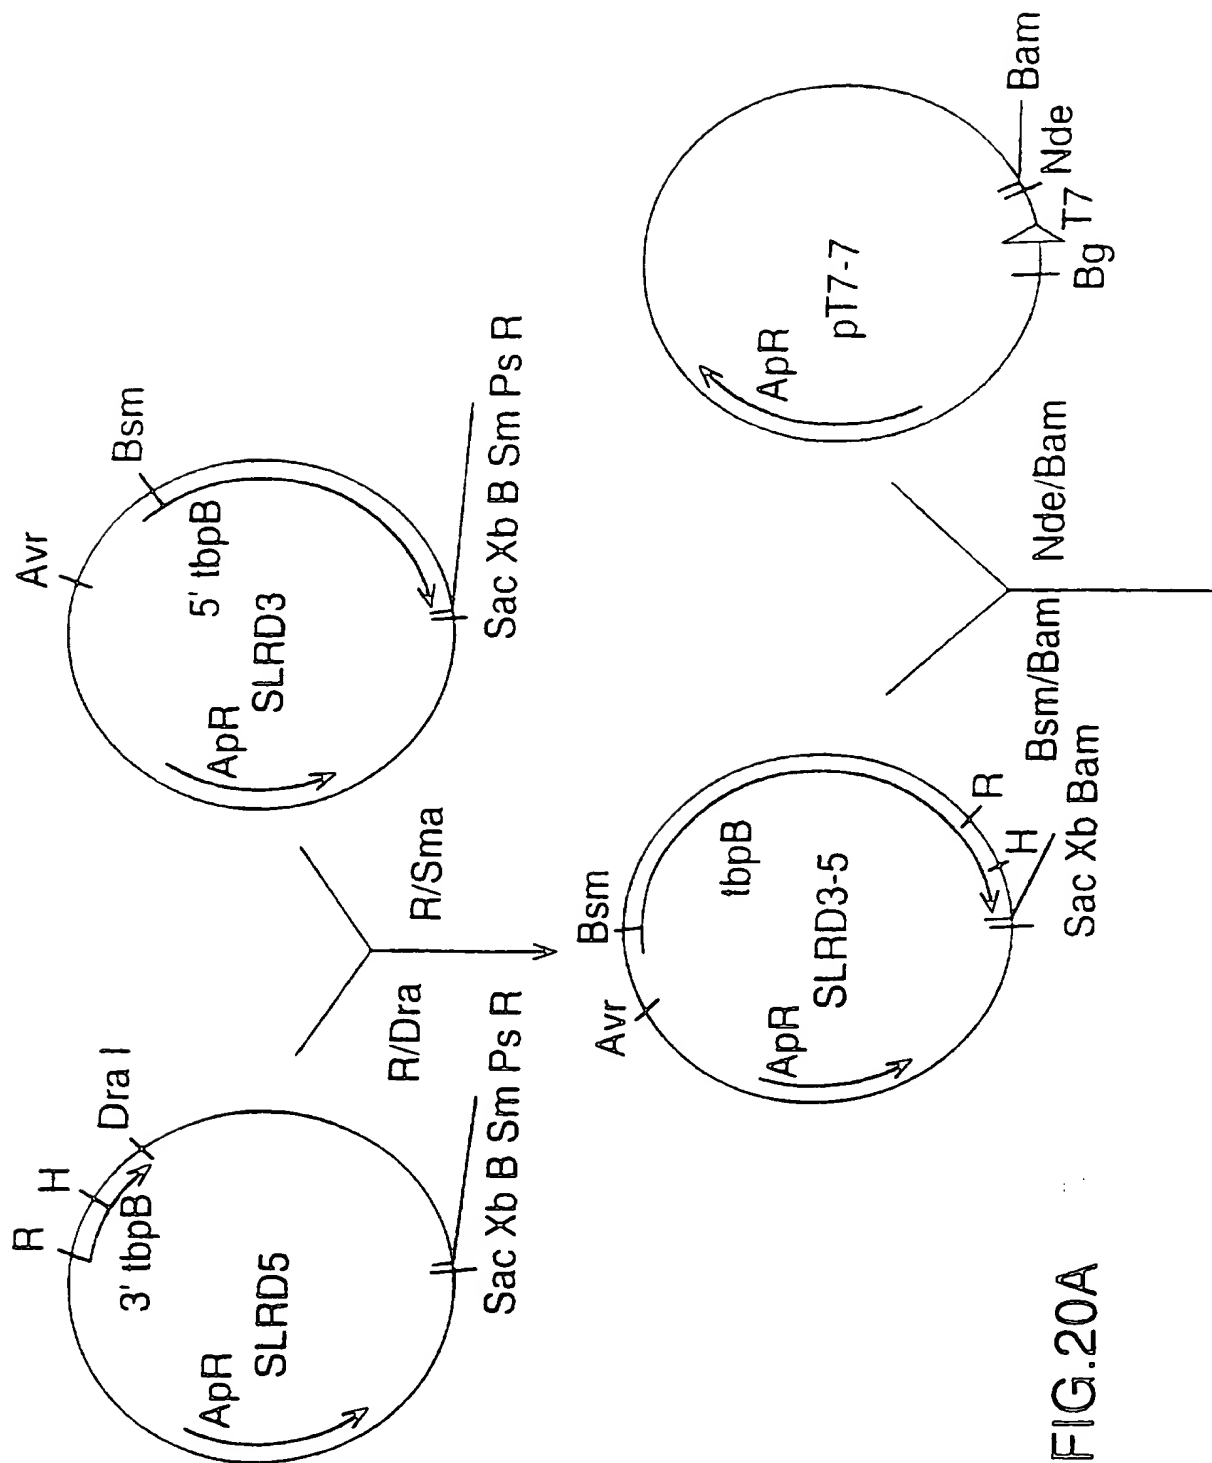 R
H
Dra I
3' tbpB
ApR
SLRD5
Sac Xb B Sm Ps R
R/Dra
R/Sma
Avr
Bsm
5' tbpB
ApR
SLRD3
Sac Xb B Sm Ps R
Avr
Bsm
tbpB
ApR
SLRD3-5
R
H
Sac Xb Bam
Bsm/Bam
Nde/Bam
ApR
pT7-7
Bg
T7
Nde
Bam
FIG.20A